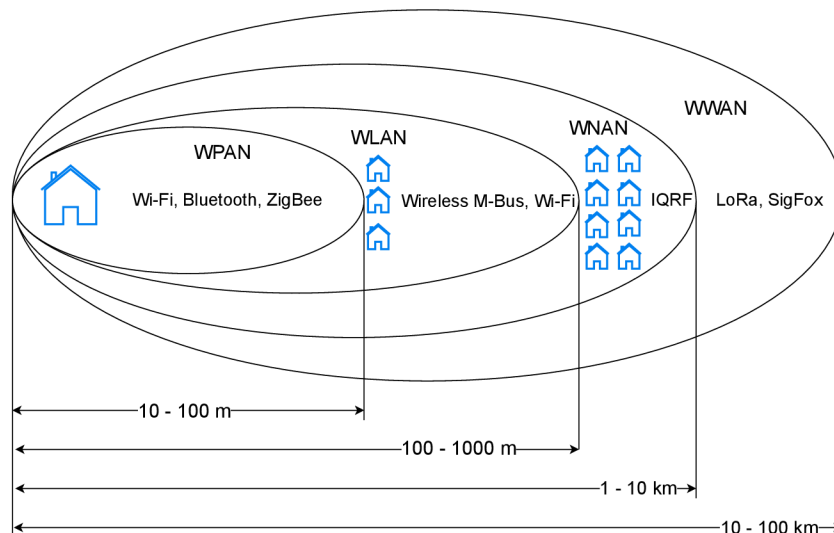 WWAN
WNAN
WLAN
WPAN
Wi-Fi, Bluetooth, ZigBee
Wireless M-Bus, Wi-Fi
IQRF
LoRa, SigFox
10 - 100 m
100 - 1000 m
1 - 10 km
10 - 100 km